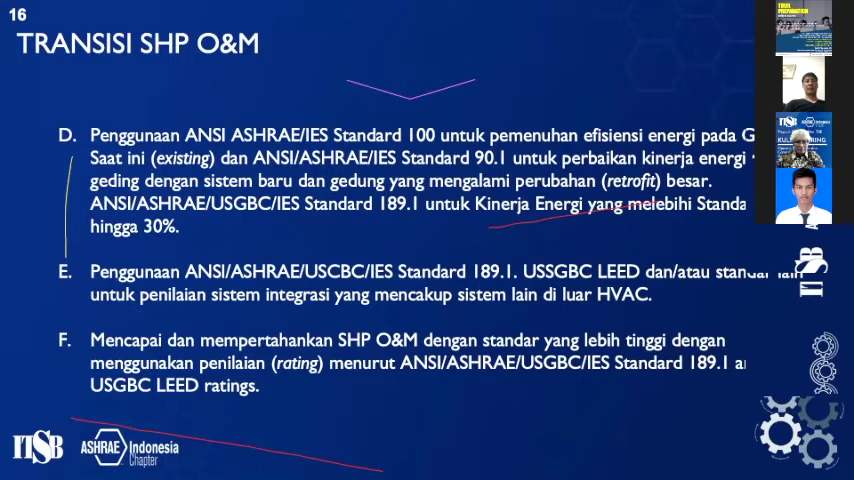 16
TRANSISI SHP O&M
D. Penggunaan ANSI ASHRAE/IES Standard 100 untuk pemenuhan efisiensi energi pada G
Saat ini (existing) dan ANSI/ASHRAE/IES Standard 90.1 untuk perbaikan kinerja energi
geding dengan sistem baru dan gedung yang mengalami perubahan (retrofit) besar.
ANSI/ASHRAE/USGBC/IES Standard 189.1 untuk Kinerja Energi yang melebihi Standa
hingga 30%.
E. Penggunaan ANSI/ASHRAE/USCBC/IES Standard 189.1. USSGBC LEED dan/atau standar lain
untuk penilaian sistem integrasi yang mencakup sistem lain di luar HVAC.
F. Mencapai dan mempertahankan SHP O&M dengan standar yang lebih tinggi dengan
menggunakan penilaian (rating) menurut ANSI/ASHRAE/USGBC/IES Standard 189.1 a
USGBC LEED ratings.
ITSB
ASHRAE Indonesia
Chapter
TOEFL
PREPARATION
ITSB